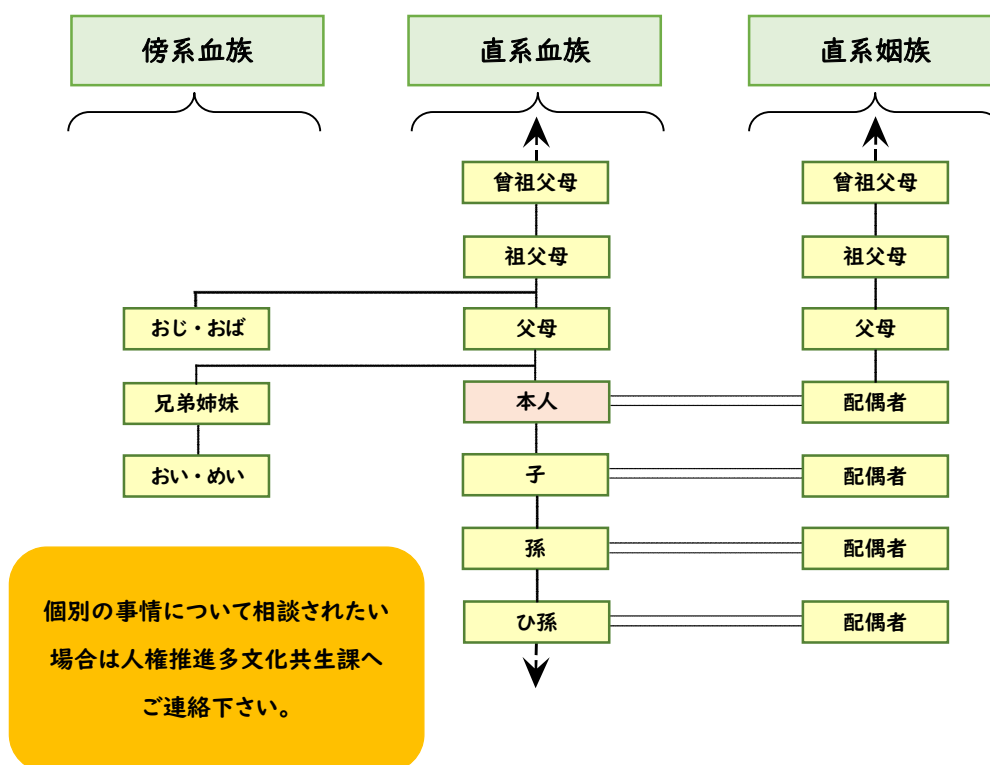 傍系血族
直系血族
直系姻族
曾祖父母
曾祖父母
祖父母
祖父母
おじ・おば
父母
父母
兄弟姉妹
本人
配偶者
おい・めい
子
配偶者
孫
配偶者
ひ孫
配偶者
個別の事情について相談されたい
場合は人権推進多文化共生課へ
ご連絡下さい。